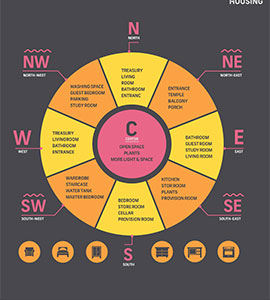 HOUSING
N
NORTH
NW
NORTH-WEST
NE
NORTH-EAST
TREASURY
LIVING
ROOM
BATHROOM
ENTRANC
WASHING SPACE
GUEST BEDROOM
PARKING
STUDY ROOM
ENTRANCE
TEMPLE
BALCONY
PORCH
W
WEST
TREASURY
LIVINGROOM
BATHROOM
ENTRANCE
C
CENTER
OPEN SPACE
PLANTS
MORE LIGHT & SPACE
BATHROOM
GUEST ROOM
STUDY ROOM
LIVING ROOM
E
EAST
WARDROBE
STAIRCASE
WATER TANK
MASTER BEDROOM
KITCHEN
STOR ROOM
PLANTS
PROVISION ROOM
BEDROOM
STORE ROOM
CELLAR
PROVISION ROOM
SW
SOUTH-WEST
SE
SOUTH-EAST
S
SOUTH